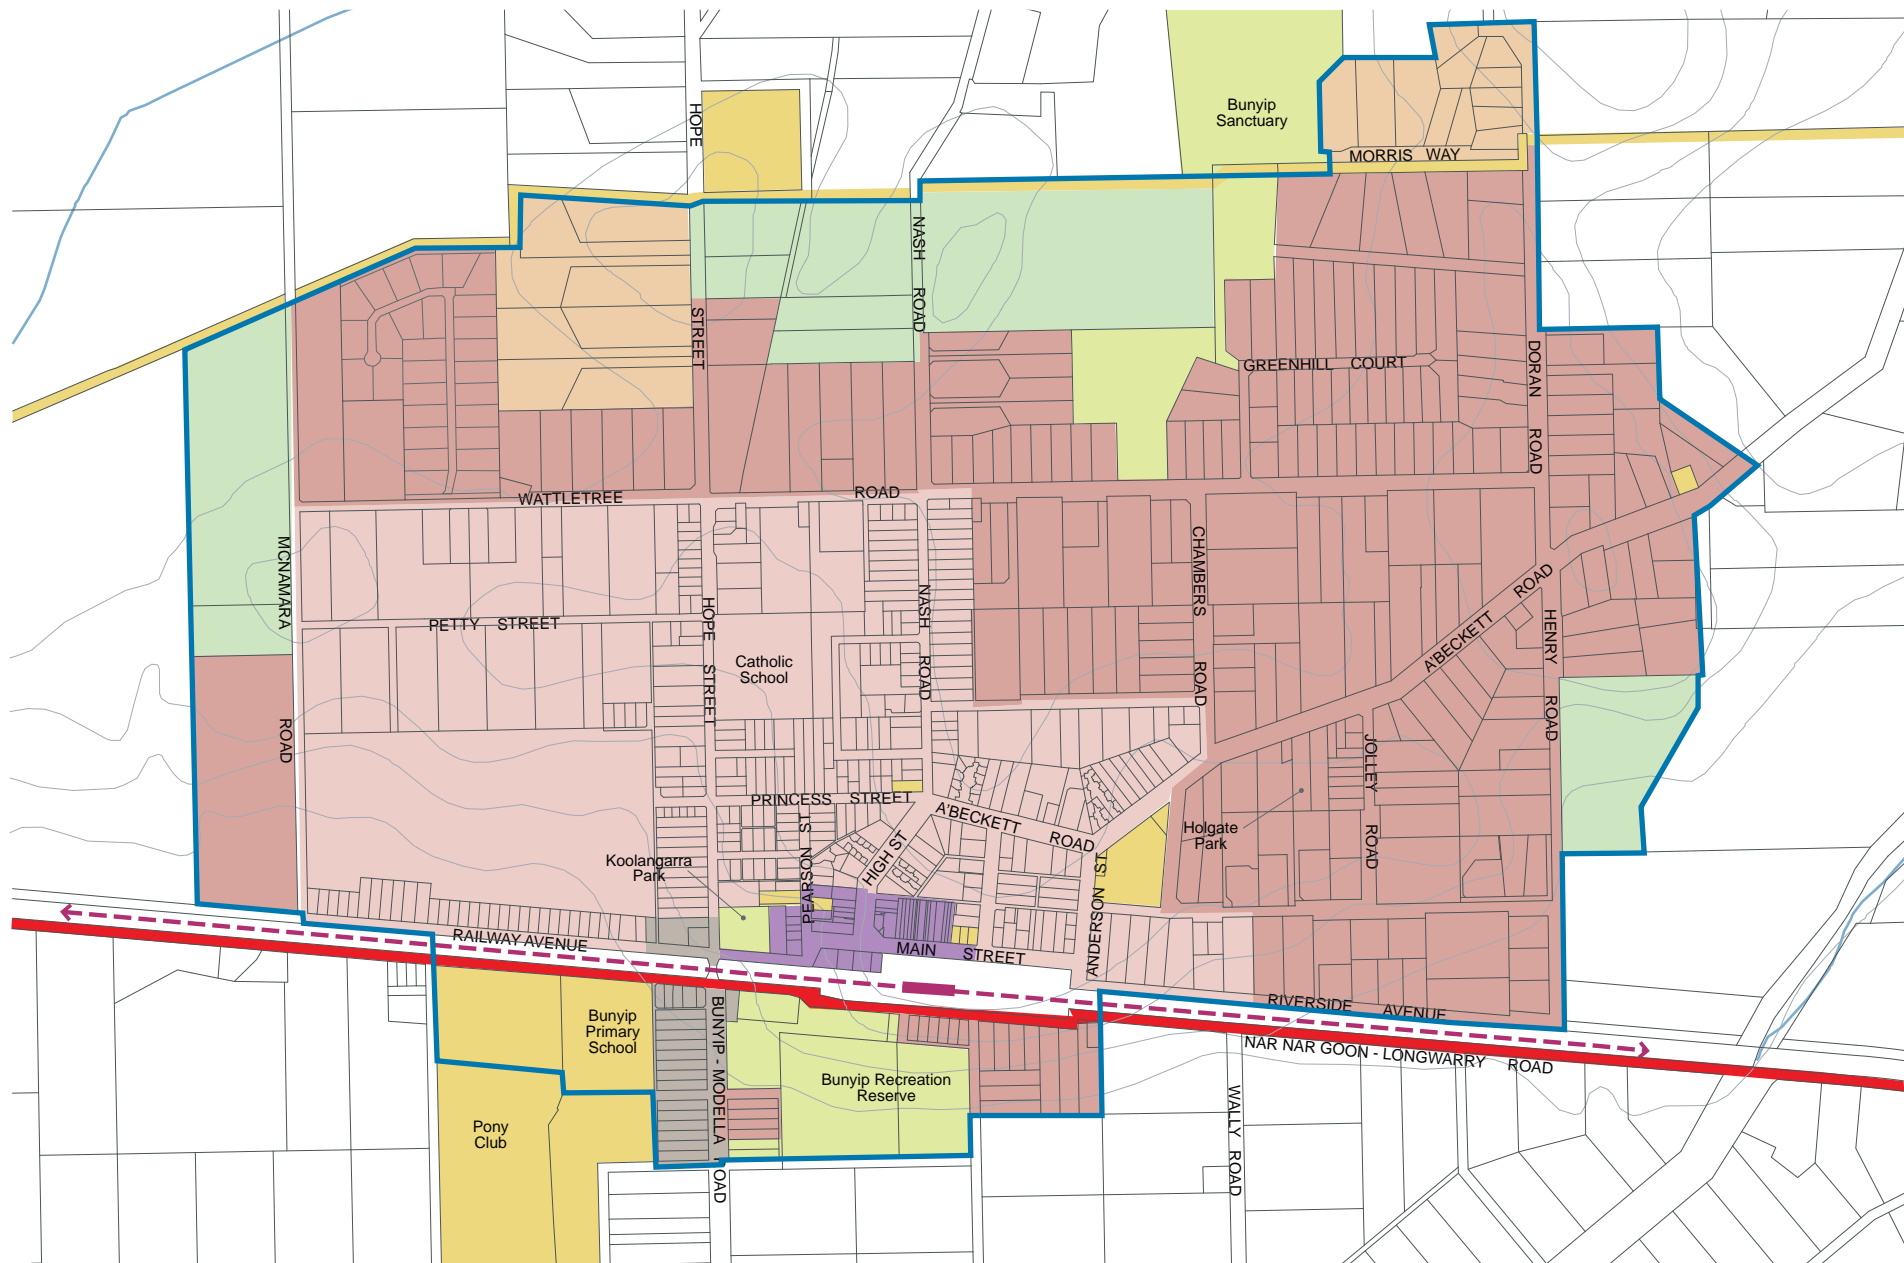 HOPE
Bunyip
Sanctuary
MORRIS WAY
NASH ROAD
STREET
GREENHILL COURT
DORAN
ROAD
WATTLETREE
ROAD
MCNAMARA
ROAD
CHAMBERS
ROAD
PETTY STREET
HOPE STREET
NASH
ROAD
A'BECKETT ROAD
HENRY
ROAD
Catholic
School
JOLLEY
ROAD
PRINCESS STREET
A'BECKETT
ROAD
PEARSON ST
HIGH ST
Holgate
Park
Koolangarra
Park
ANDERSON ST
RAILWAY AVENUE
MAIN STREET
RIVERSIDE AVENUE
BUNYIP - MODELLA OAD
Bunyip
Primary
School
NAR NAR GOON - LONGWARRY ROAD
Bunyip Recreation
Reserve
WALLY ROAD
Pony
Club